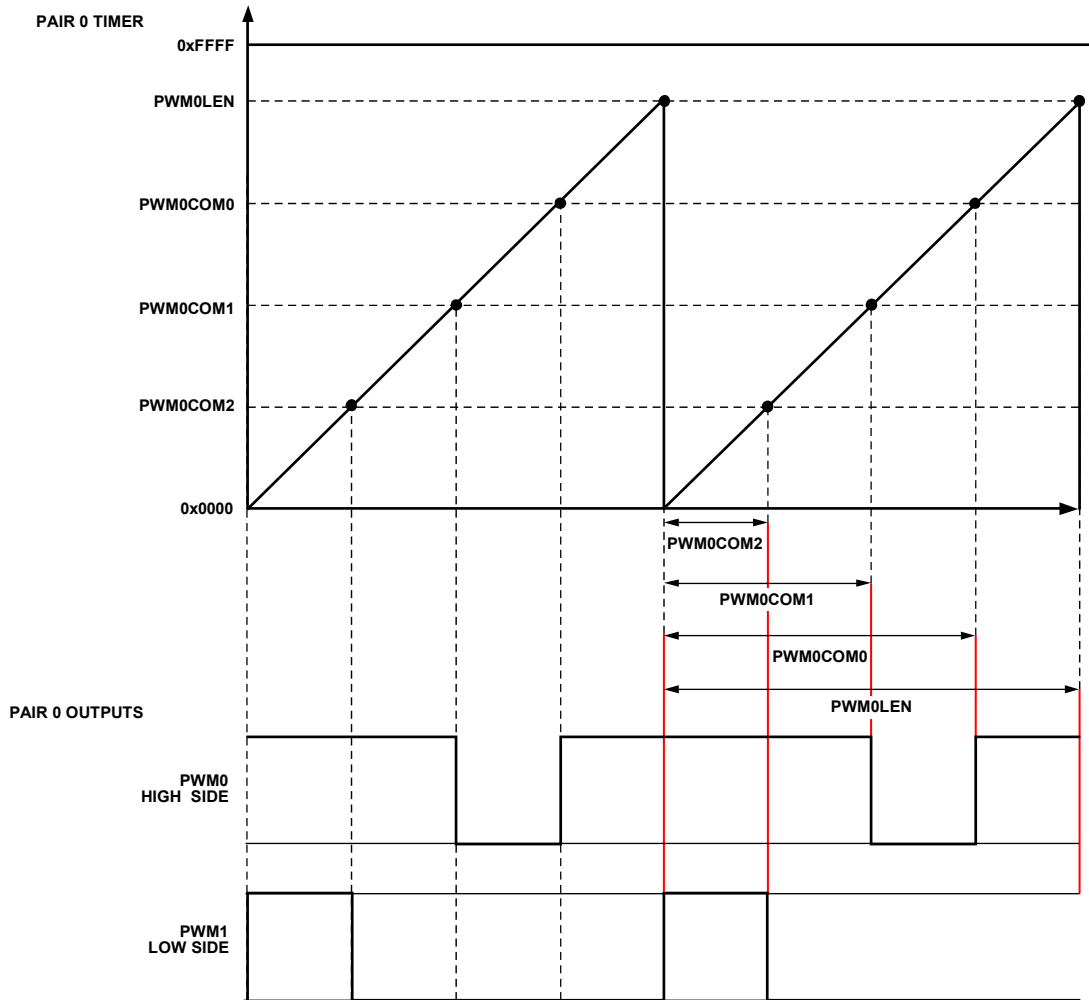 PAIR 0 TIMER
0xFFFF
PWM0LEN
PWM0COM0
PWM0COM1
PWM0COM2
0x0000
PWM0COM2
PWM0COM1
PWM0COM0
PWM0LEN
PAIR 0 OUTPUTS
PWM0
HIGH SIDE
PWM1
LOW SIDE